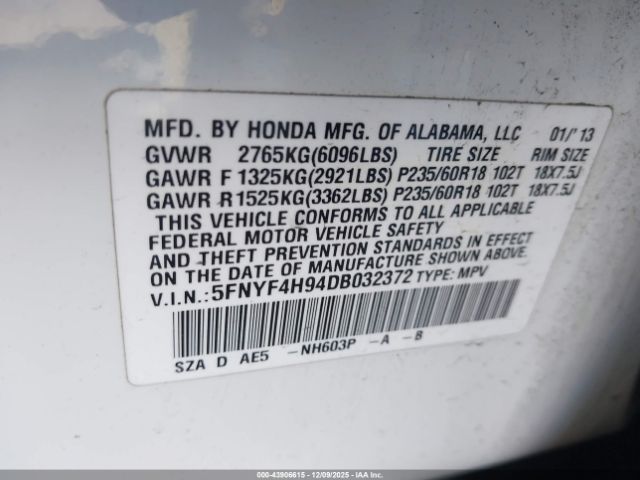 MFD. BY HONDA MFG. OF ALABAMA, LLC 01/'13
GVWR 2765KG(6096LBS) TIRE SIZE RIM SIZE
GAWR F 1325KG(2921LBS) P235/60R18 102T 18X7.5J
GAWR R 1525KG(3362LBS) P235/60R18 102T 18X7.5J
THIS VEHICLE CONFORMS TO ALL APPLICABLE
FEDERAL MOTOR VEHICLE SAFETY
AND THEFT PREVENTION STANDARDS IN EFFECT
ON THE DATE OF MANUFACTURE SHOWN ABOVE.
V.I.N.: 5FNYF4H94DB032372 TYPE: MPV
SZA D AE5 -NH603P -A -B
000-43906615 - 12/09/2025 - IAAI.COM